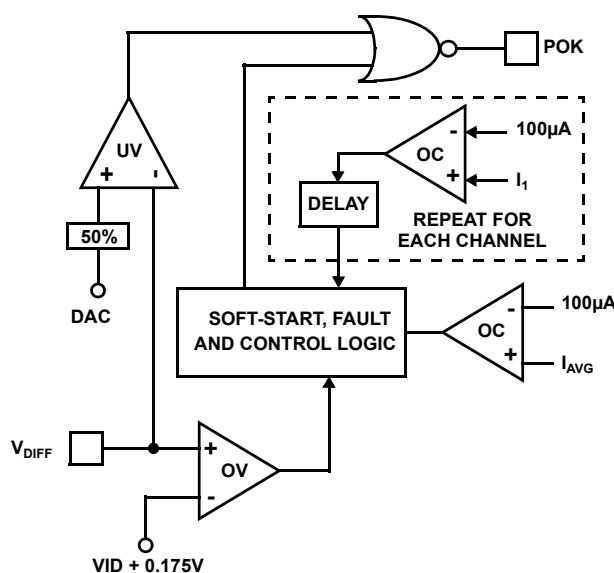 POK
100µA
-
OC
+
I1
UV
+ -
DELAY
REPEAT FOR
EACH CHANNEL
50%
DAC
SOFT-START, FAULT
AND CONTROL LOGIC
100µA
-
OC
+
IAVG
VDIFF
+
OV
-
VID + 0.175V